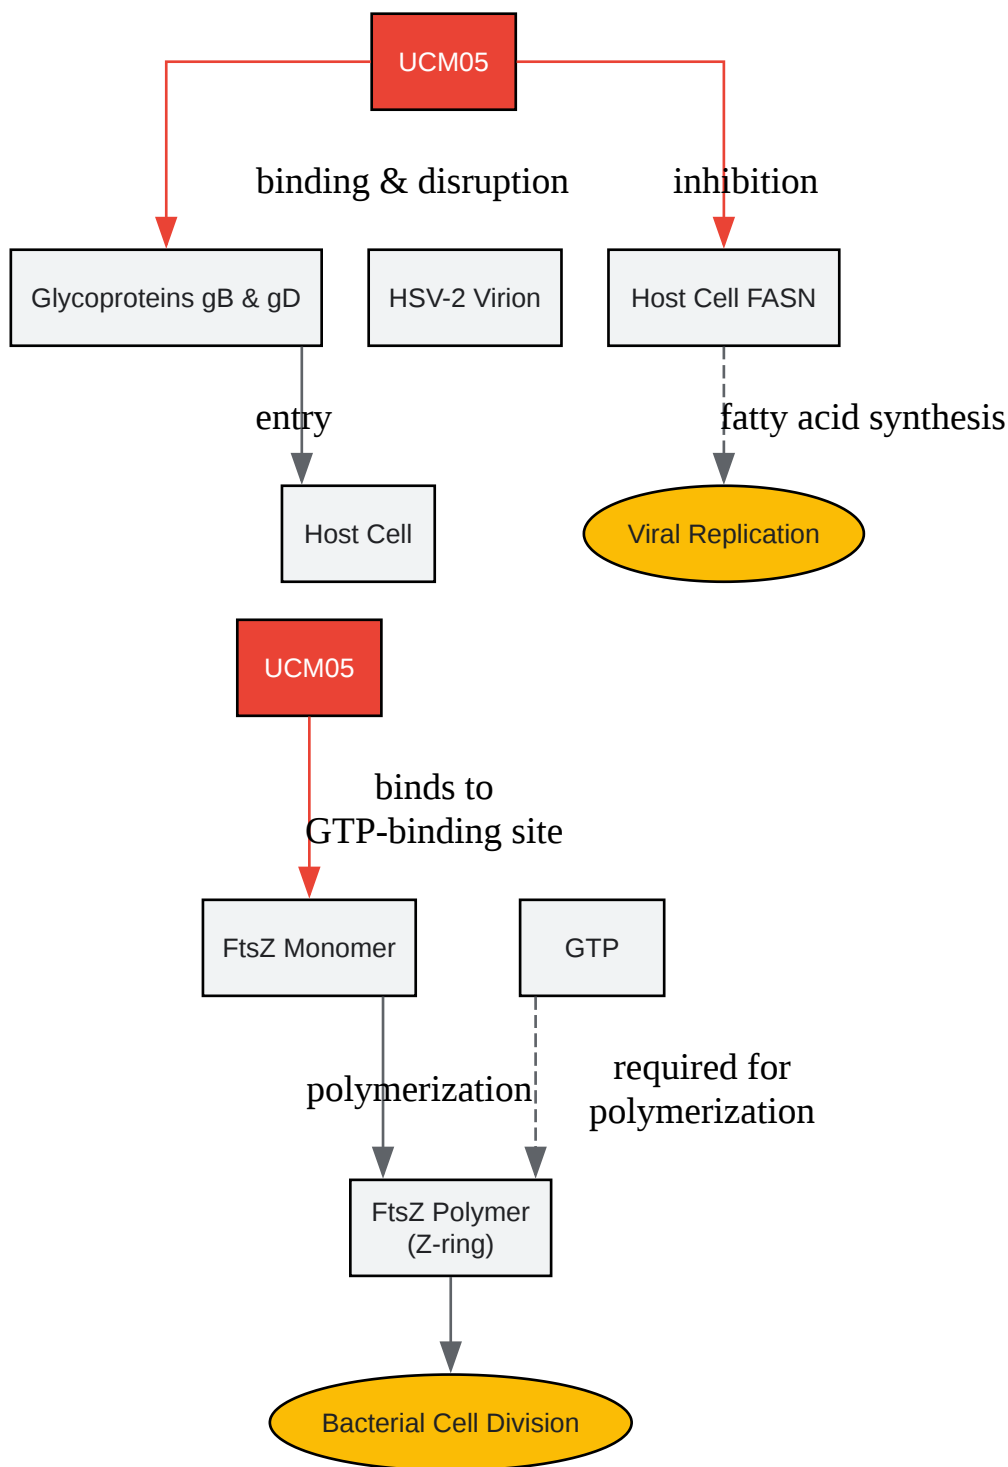 UCM05
binding & disruption
inhibition
Glycoproteins gB & gD
HSV-2 Virion
Host Cell FASN
entry
fatty acid synthesis
Host Cell
Viral Replication
UCM05
binds to
GTP-binding site
FtsZ Monomer
GTP
polymerization
required for
polymerization
FtsZ Polymer
(Z-ring)
Bacterial Cell Division